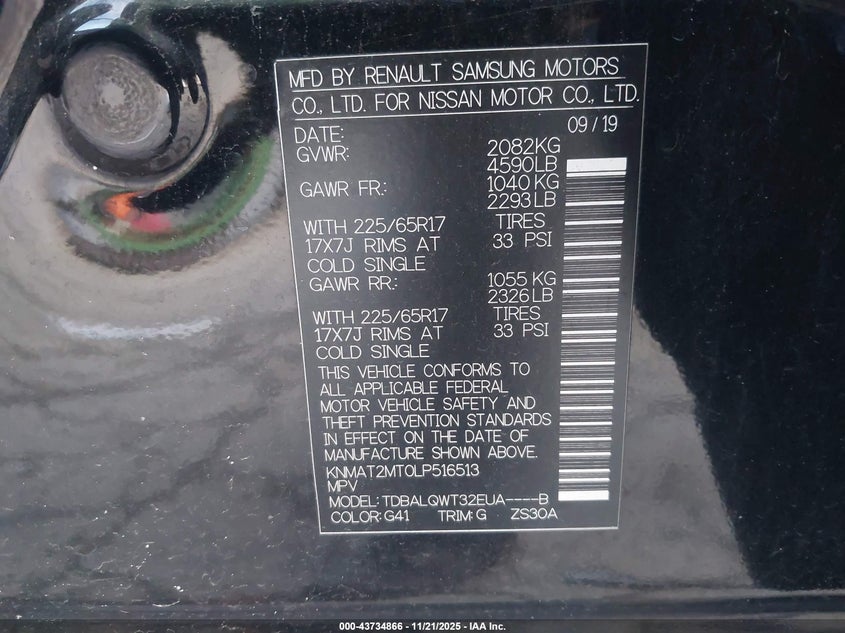 MFD BY RENAULT SAMSUNG MOTORS
CO., LTD. FOR NISSAN MOTOR CO., LTD.
DATE: 09/19
GVWR: 2082KG
4590LB
GAWR FR: 1040 KG
2293 LB
WITH 225/65R17 TIRES
17X7J RIMS AT 33 PSI
COLD SINGLE
GAWR RR: 1055 KG
2326 LB
WITH 225/65R17 TIRES
17X7J RIMS AT 33 PSI
COLD SINGLE
THIS VEHICLE CONFORMS TO
ALL APPLICABLE FEDERAL
MOTOR VEHICLE SAFETY AND
THEFT PREVENTION STANDARDS
IN EFFECT ON THE DATE OF
MANUFACTURE SHOWN ABOVE.
KNMAT2MT0LP516513
MPV
MODEL: TDBALQWT32EUA----B
COLOR: G41 TRIM: G ZS30A
000-43734866 - 11/21/2025 - IAA Inc.